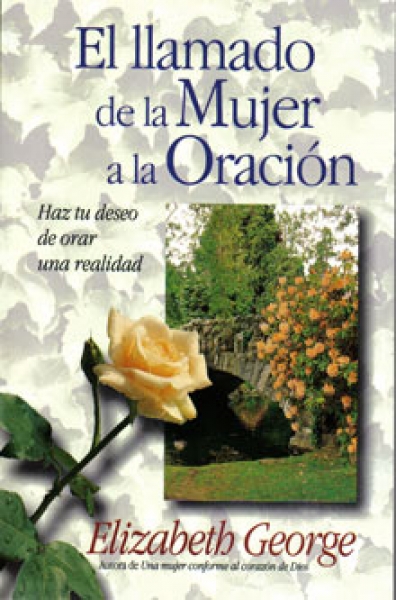 El llamado
de la Mujer
a la Oración
Haz tu deseo
de orar
una realidad
Elizabeth George
Autora de Una mujer conforme al corazón de Dios